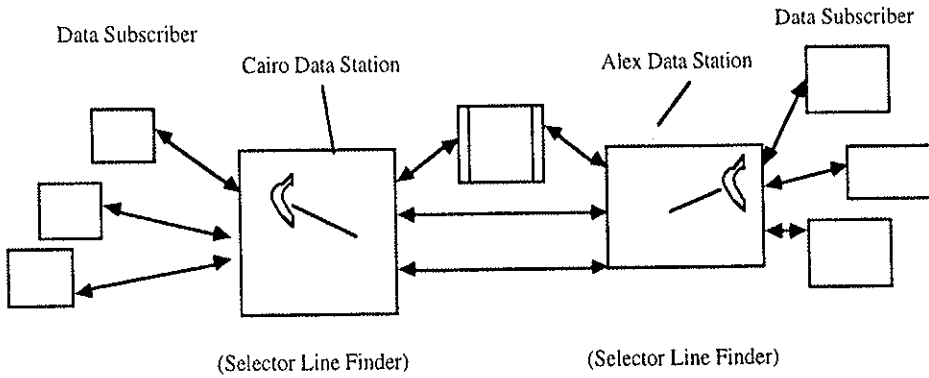 Data Subscriber
Data Subscriber
Cairo Data Station
Alex Data Station
(Selector Line Finder)
(Selector Line Finder)